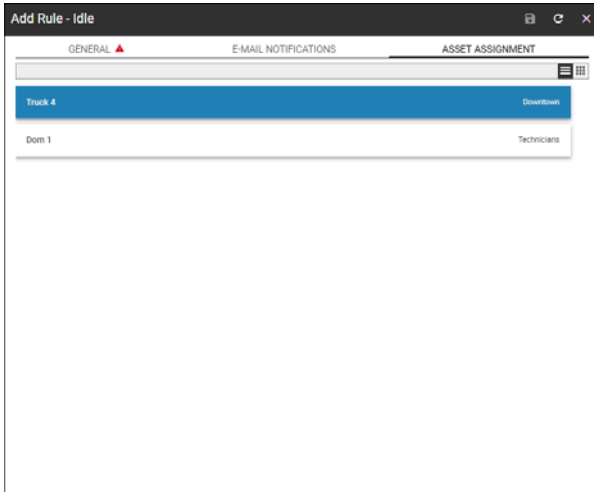 Add Rule - Idle
GENERAL
E-MAIL NOTIFICATIONS
ASSET ASSIGNMENT
Truck 4
Downtown
Dom 1
Technicians